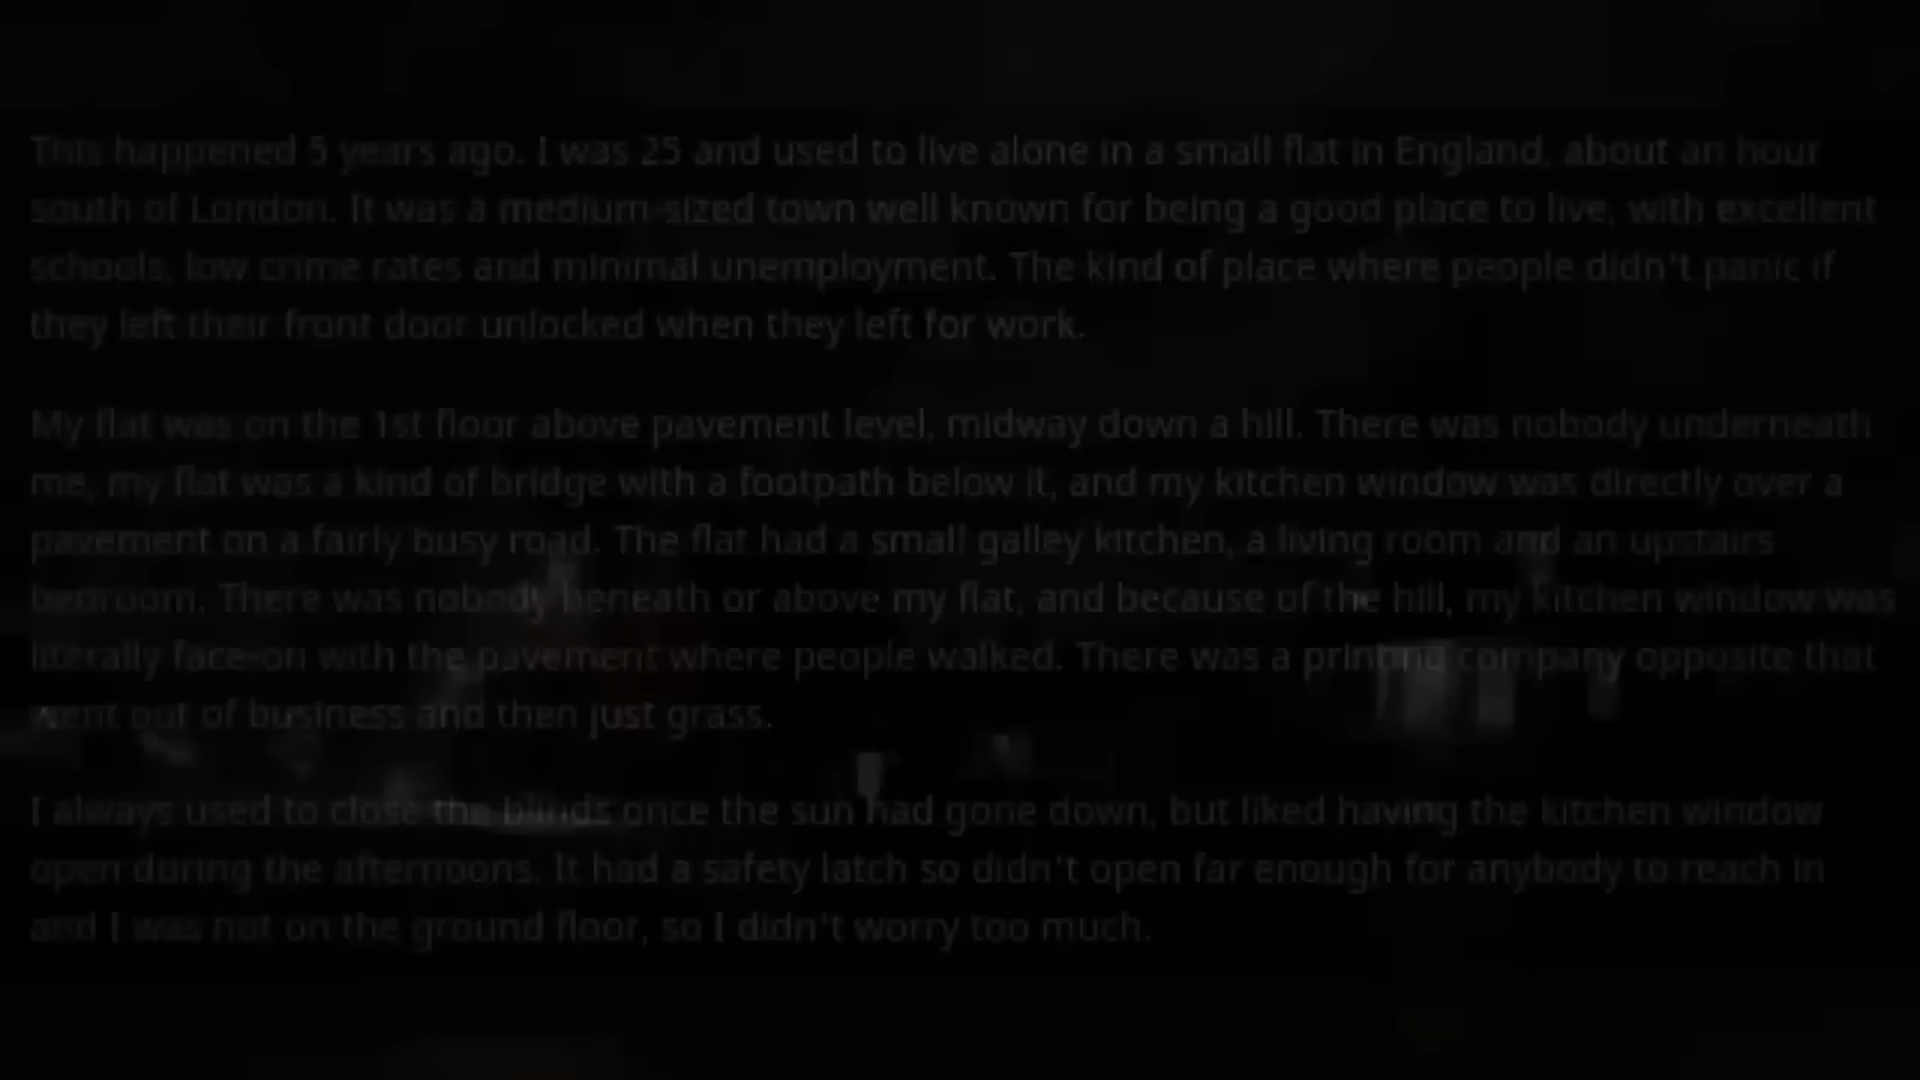 This happened 5 years ago. I was 25 and used to live alone in a small flat in England, about an hour
south of London. It was a medium-sized town well known for being a good place to live, with excellent
schools, low crime rates and minimal unemployment. The kind of place where people didn't panic if
they left their front door unlocked when they left for work.
My flat was on the 1st floor above pavement level, midway down a hill. There was nobody underneath
me, my flat was a kind of bridge with a footpath below it, and my kitchen window was directly over a
pavement on a fairly busy road. The flat had a small galley kitchen, a living room and an upstairs
bedroom. There was nobody beneath or above my flat, and because of the hill, my kitchen window was
literally face-on with the pavement where people walked. There was a printing company opposite that
went out of business and then just grass.
I always used to close the blinds once the sun had gone down, but liked having the kitchen window
open during the afternoons. It had a safety latch so didn't open far enough for anybody to reach in
and I was not on the ground floor, so I didn't worry too much.